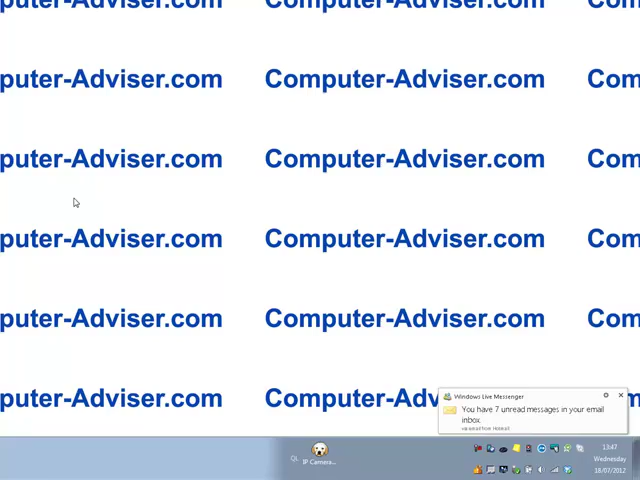 puter-Adviser.com Computer-Adviser.com Com
puter-Adviser.com Computer-Adviser.com Com
puter-Adviser.com Computer-Adviser.com Com
puter-Adviser.com Computer-Adviser.com Com
puter-Adviser.com Computer-Adviser.com Com
puter-Adviser.com Computer-Adv
Windows Live Messenger
You have 7 unread messages in your email
inbox.
QL
IP Camera...
13:47
Wednesday
18/07/2012